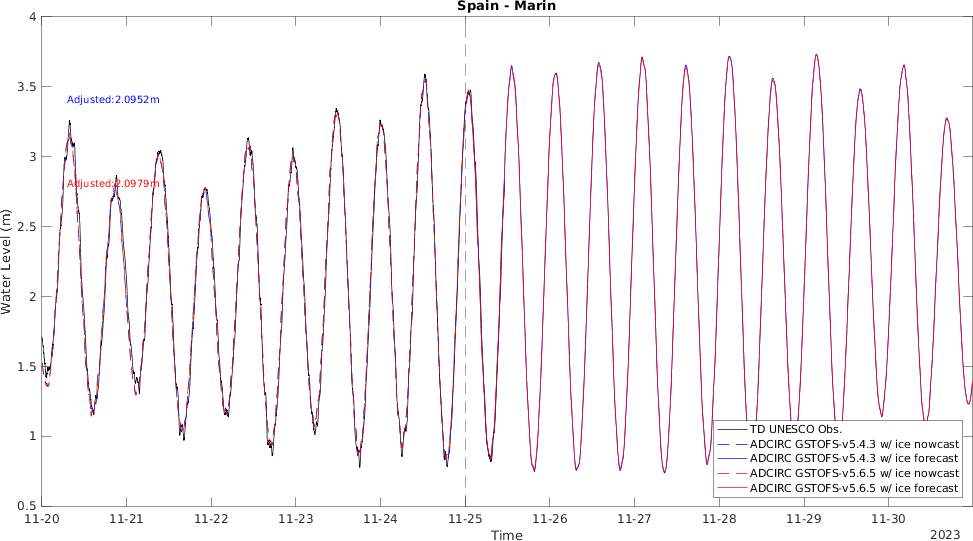 Spain - Marin
4
3.5
3
2.5
2
1.5
1
0.5
Water Level (m)
Adjusted:2.0952m
Adjusted:2.0979m
TD UNESCO Obs.
ADCIRC GSTOFS-v5.4.3 w/ ice nowcast
ADCIRC GSTOFS-v5.4.3 w/ ice forecast
ADCIRC GSTOFS-v5.6.5 w/ ice nowcast
ADCIRC GSTOFS-v5.6.5 w/ ice forecast
11-20 11-21 11-22 11-23 11-24 11-25 11-26 11-27 11-28 11-29 11-30
Time
2023